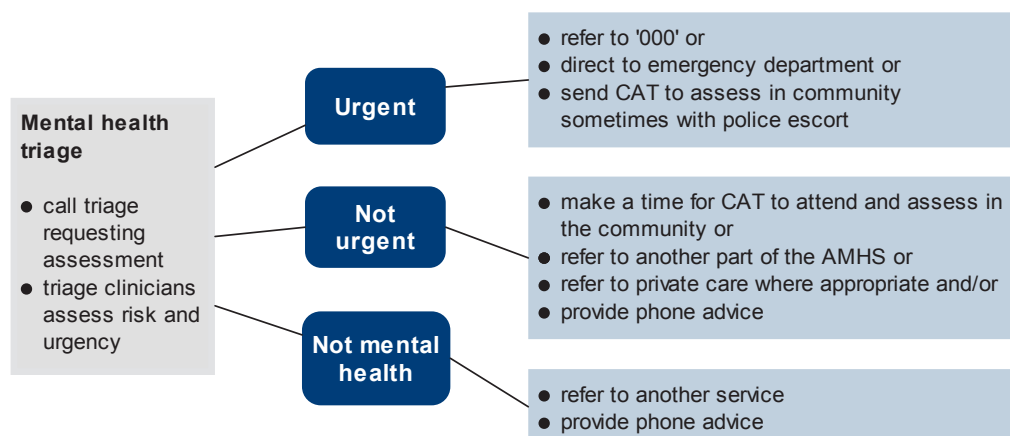 Mental health
triage
● call triage
requesting
assessment
● triage clinicians
assess risk and
urgency
Urgent
● refer to '000' or
● direct to emergency department or
● send CAT to assess in community
sometimes with police escort
Not
urgent
● make a time for CAT to attend and assess in
the community or
● refer to another part of the AMHS or
● refer to private care where appropriate and/or
● provide phone advice
Not mental
health
● refer to another service
● provide phone advice